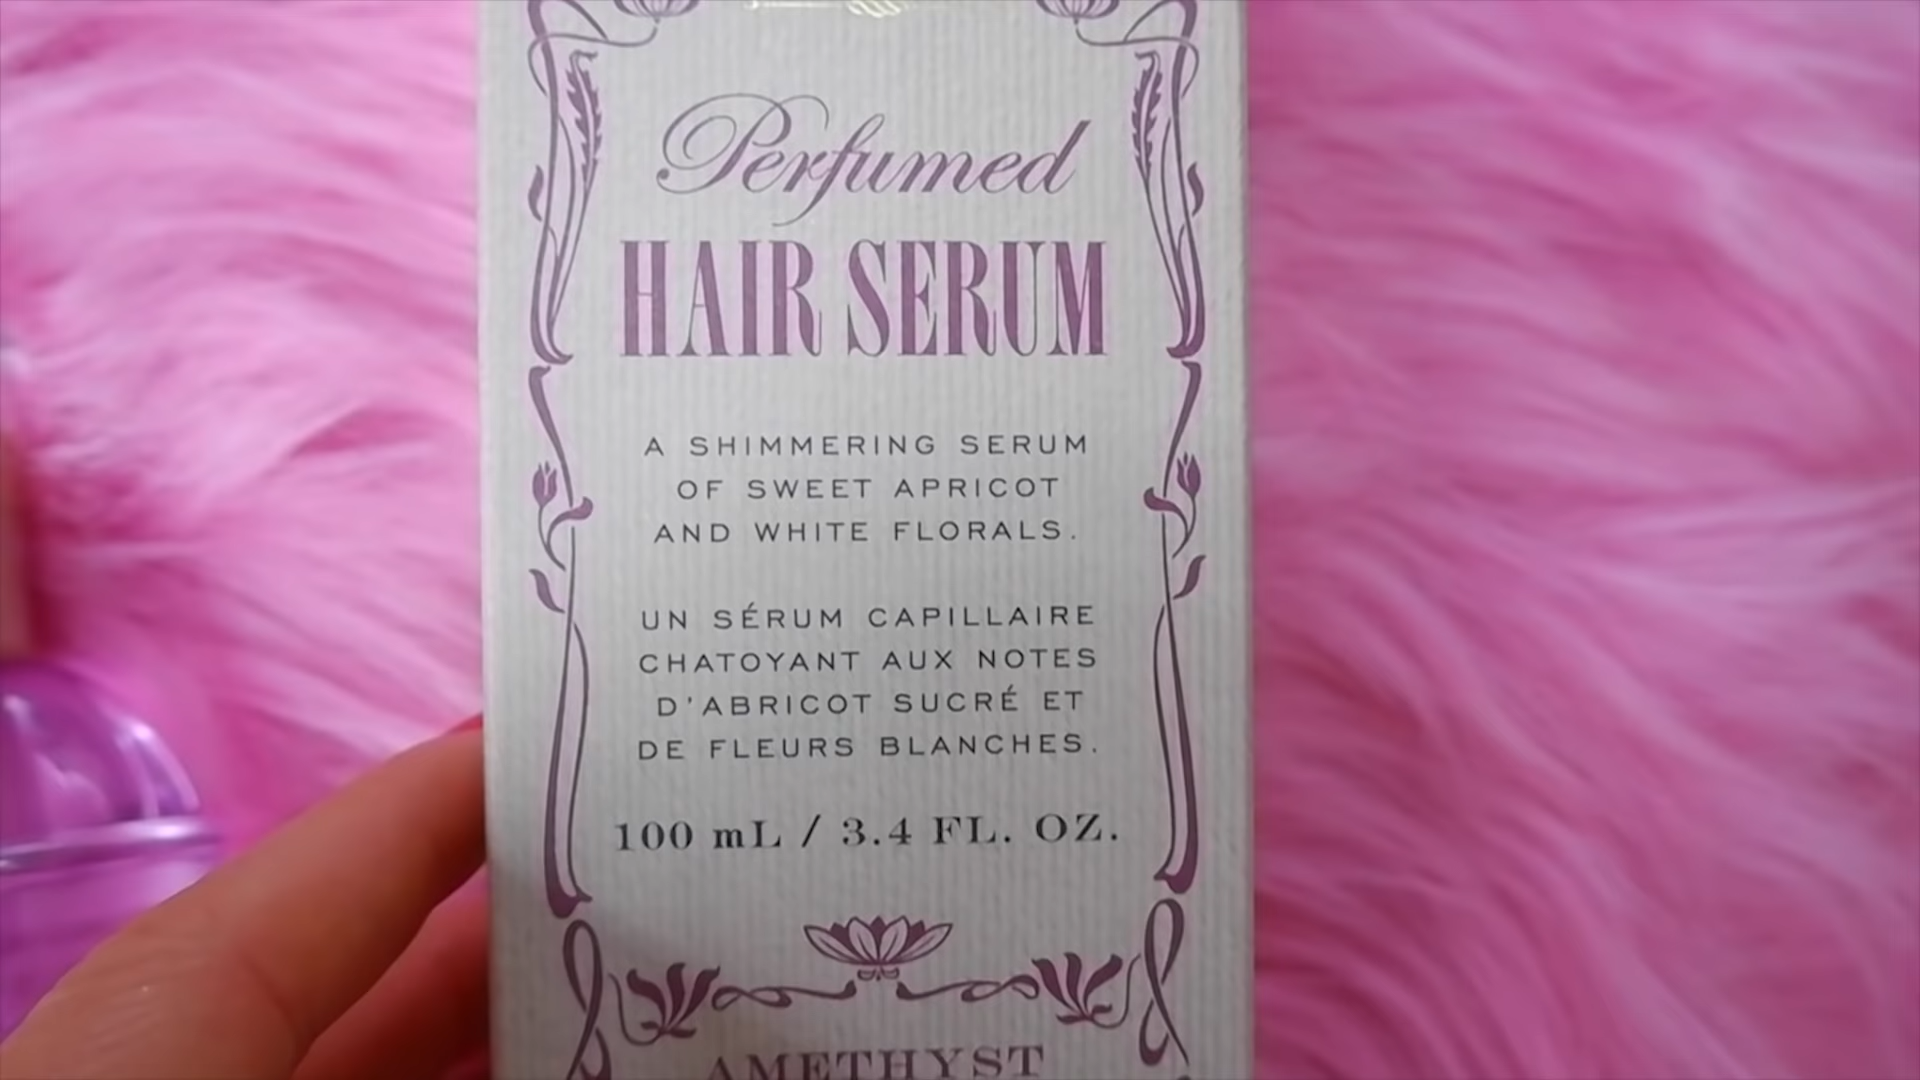 Perfumed
HAIR SERUM
A SHIMMERING SERUM
OF SWEET APRICOT
AND WHITE FLORALS.
UN SÉRUM CAPILLAIRE
CHATOYANT AUX NOTES
D'ABRICOT SUCRÉ ET
DE FLEURS BLANCHES.
100 mL / 3.4 FL. OZ.
AMETHYST